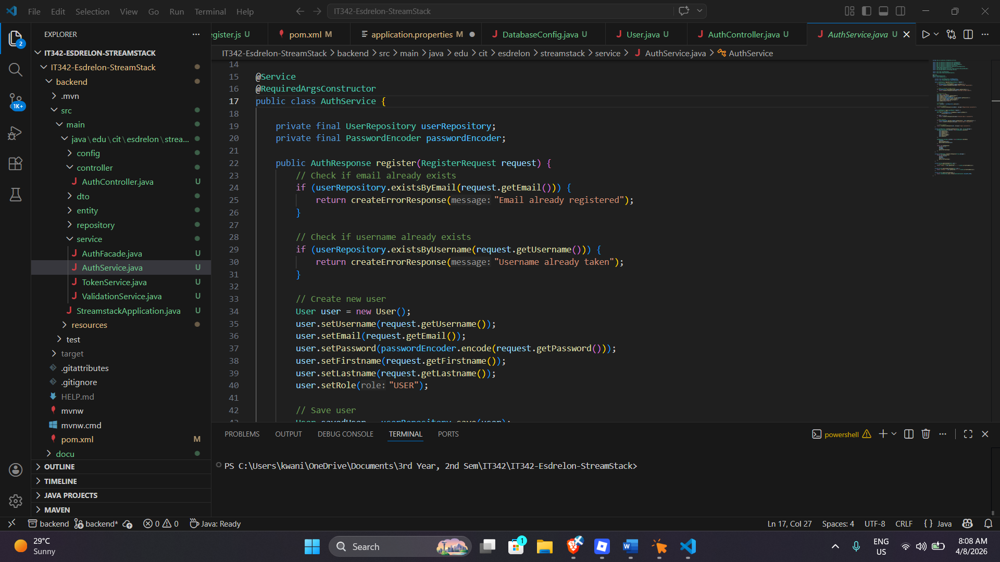 File Edit Selection View Go Run Terminal Help
IT342-Esdrelon-StreamStack
EXPLORER
egister.js U
pom.xml M
application.properties M
DatabaseConfig.java U
User.java U
AuthController.java U
AuthService.java U
IT342-Esdrelon-StreamStack > backend > src > main > java > edu > cit > esdrelon > streamstack > service > AuthService.java > AuthService
2
1K+
IT342-ESDRELON-STREAMSTACK
IT342-Esdrelon-StreamStack
backend
.mvn
src
main
java\edu\cit\esdrelon\strea...
config
controller
AuthController.java U
dto
entity
repository
service
AuthFacade.java U
AuthService.java U
TokenService.java U
ValidationService.java U
StreamstackApplication.java U
resources
test
target
.gitattributes
.gitignore
HELP.md
mvnw
mvnw.cmd
pom.xml M
docu
OUTLINE
TIMELINE
JAVA PROJECTS
MAVEN
14
15 @Service
16 @RequiredArgsConstructor
17 public class AuthService {
18
19 private final UserRepository userRepository;
20 private final PasswordEncoder passwordEncoder;
21
22 public AuthResponse register(RegisterRequest request) {
23 // Check if email already exists
24 if (userRepository.existsByEmail(request.getEmail())) {
25 return createErrorResponse(message: "Email already registered");
26 }
27
28 // Check if username already exists
29 if (userRepository.existsByUsername(request.getUsername())) {
30 return createErrorResponse(message: "Username already taken");
31 }
32
33 // Create new user
34 User user = new User();
35 user.setUsername(request.getUsername());
36 user.setEmail(request.getEmail());
37 user.setPassword(passwordEncoder.encode(request.getPassword()));
38 user.setFirstname(request.getFirstname());
39 user.setLastname(request.getLastname());
40 user.setRole(role: "USER");
41
42 // Save user
43 User savedUser = userRepository.save(user);
PROBLEMS OUTPUT DEBUG CONSOLE TERMINAL PORTS
powershell
PS C:\Users\kwani\OneDrive\Documents\3rd Year, 2nd Sem\IT342\IT342-Esdrelon-StreamStack>
backend backend* 0 0 Java: Ready
Ln 17, Col 27 Spaces: 4 UTF-8 CRLF { } Java
29°C
Sunny
Search
1
ENG
US
8:08 AM
4/8/2026